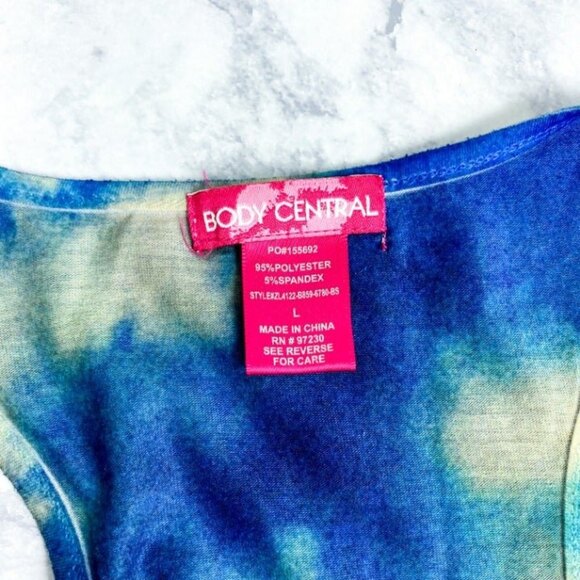 BODY CENTRAL
PO#155692
95%POLYESTER
5%SPANDEX
STYLE#ZL4122-B859-6780-BS
L
MADE IN CHINA
RN # 97230
SEE REVERSE
FOR CARE